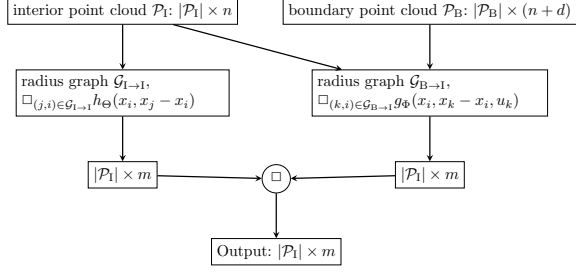 interior point cloud 𝒫_I: |𝒫_I| × n
boundary point cloud 𝒫_B: |𝒫_B| × (n + d)
radius graph 𝒢_{I→I},
□_{(j,i)∈𝒢_{I→I}} h_Θ(x_i, x_j − x_i)
radius graph 𝒢_{B→I},
□_{(k,i)∈𝒢_{B→I}} g_Φ(x_i, x_k − x_i, u_k)
|𝒫_I| × m
□
|𝒫_I| × m
Output: |𝒫_I| × m